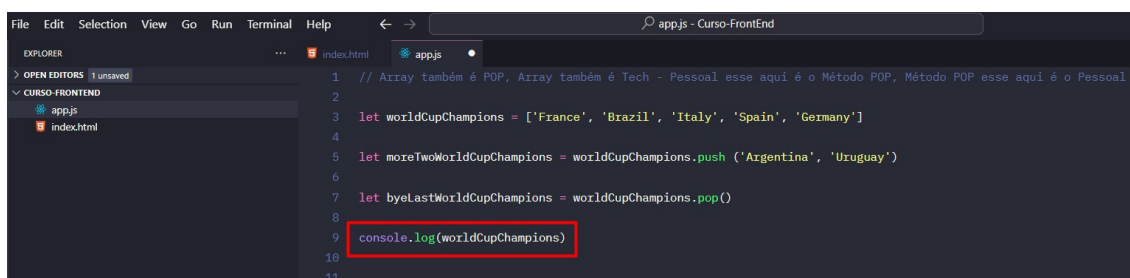 File Edit Selection View Go Run Terminal Help ← → app.js - Curso-FrontEnd
EXPLORER ... index.html app.js
OPEN EDITORS 1 unsaved
CURSO-FRONTEND
app.js
index.html
1 // Array também é POP, Array também é Tech - Pessoal esse aqui é o Método POP, Método POP esse aqui é o Pessoal
2
3 let worldCupChampions = ['France', 'Brazil', 'Italy', 'Spain', 'Germany']
4
5 let moreTwoWorldCupChampions = worldCupChampions.push ('Argentina', 'Uruguay')
6
7 let byeLastWorldCupChampions = worldCupChampions.pop()
8
9 console.log(worldCupChampions)
10
11